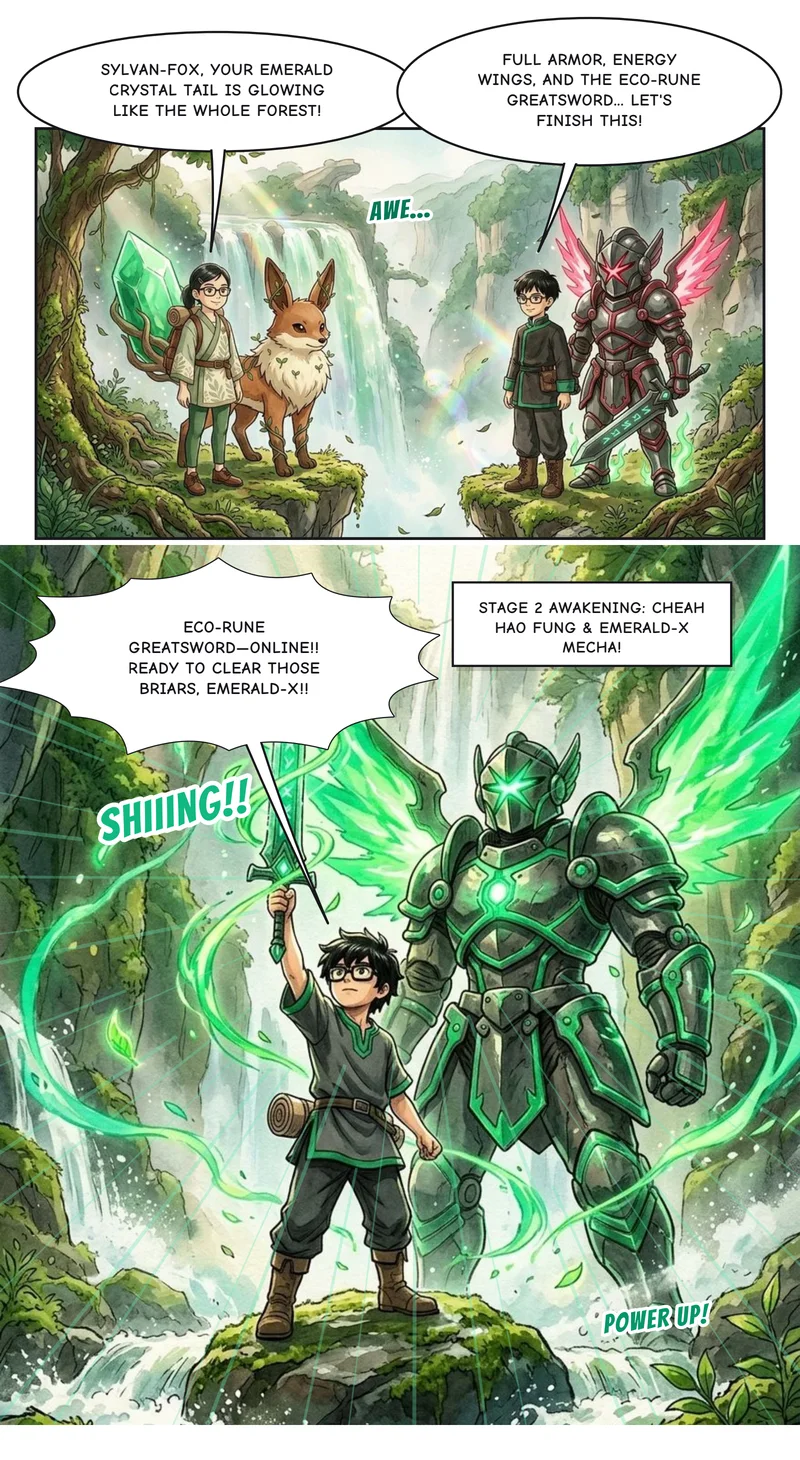 SYLVAN-FOX, YOUR EMERALD
CRYSTAL TAIL IS GLOWING
LIKE THE WHOLE FOREST!
FULL ARMOR, ENERGY
WINGS, AND THE ECO-RUNE
GREATSWORD... LET'S
FINISH THIS!
AWE...
ECO-RUNE
GREATSWORD—ONLINE!!
READY TO CLEAR THOSE
BRIARS, EMERALD-X!!
STAGE 2 AWAKENING: CHEAH
HAO FUNG & EMERALD-X
MECHA!
SHIIING!!
POWER UP!